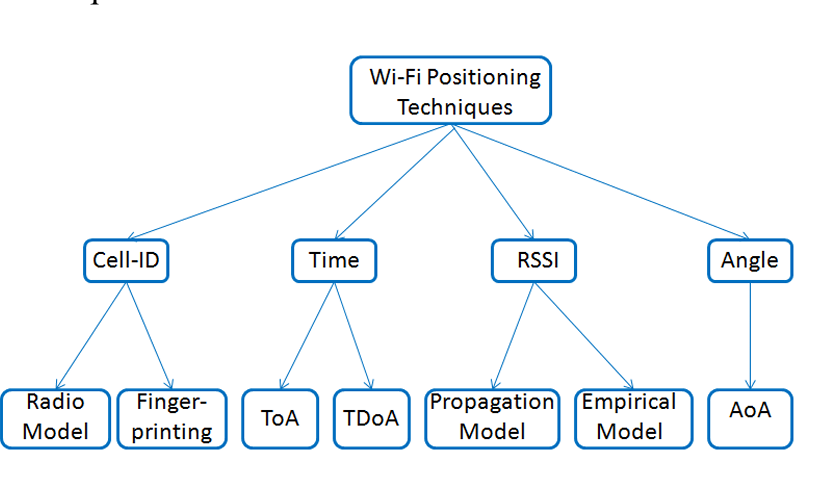 Wi-Fi Positioning
Techniques
Cell-ID
Time
RSSI
Angle
Radio
Model
Finger-
printing
ToA
TDoA
Propagation
Model
Empirical
Model
AoA